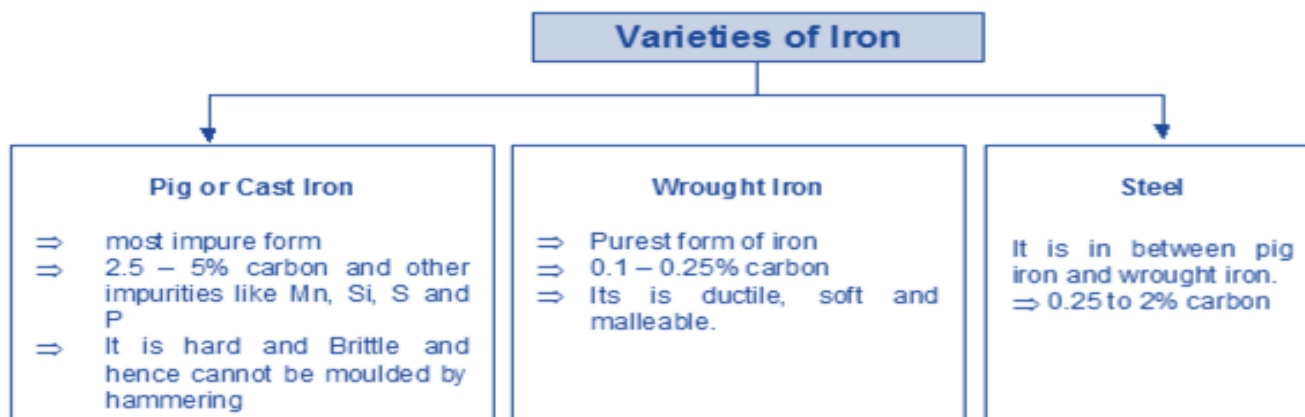 Varieties of Iron
Pig or Cast Iron
⇒ most impure form
⇒ 2.5 – 5% carbon and other
impurities like Mn, Si, S and
P
⇒ It is hard and Brittle and
hence cannot be moulded by
hammering
Wrought Iron
⇒ Purest form of iron
⇒ 0.1 – 0.25% carbon
⇒ Its is ductile, soft and
malleable.
Steel
It is in between pig
iron and wrought iron.
⇒ 0.25 to 2% carbon